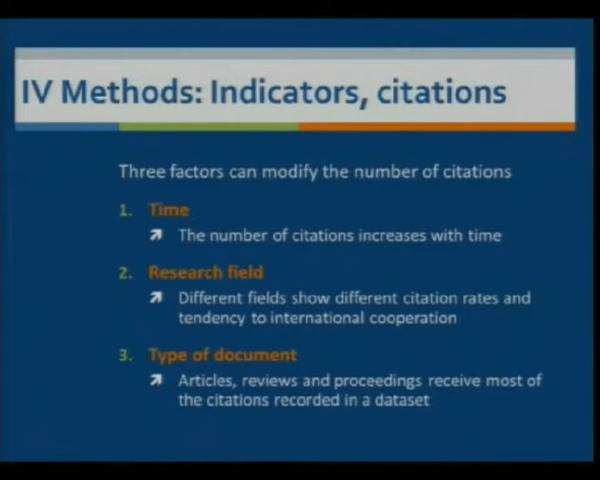 IV Methods: Indicators, citations
Three factors can modify the number of citations
1. Time
The number of citations increases with time
2. Research field
Different fields show different citation rates and
tendency to international cooperation
3. Type of document
Articles, reviews and proceedings receive most of
the citations recorded in a dataset